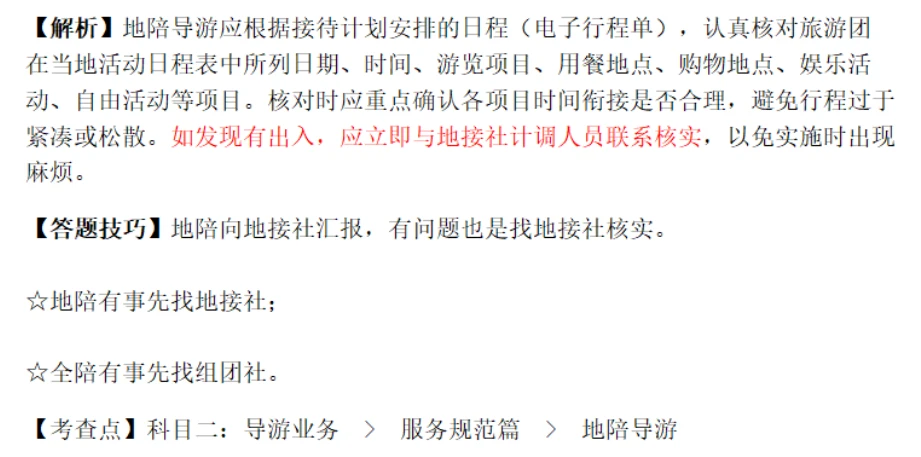 【解析】地陪导游应根据接待计划安排的日程（电子行程单），认真核对旅游团
在当地活动日程表中所列日期、时间、游览项目、用餐地点、购物地点、娱乐活
动、自由活动等项目。核对时应重点确认各项目时间衔接是否合理，避免行程过于
紧凑或松散。如发现有出入，应立即与地接社计调人员联系核实，以免实施时出现
麻烦。
【答题技巧】地陪向地接社汇报，有问题也是找地接社核实。
☆地陪有事先找地接社；
☆全陪有事先找组团社。
【考查点】科目二：导游业务 > 服务规范篇 > 地陪导游